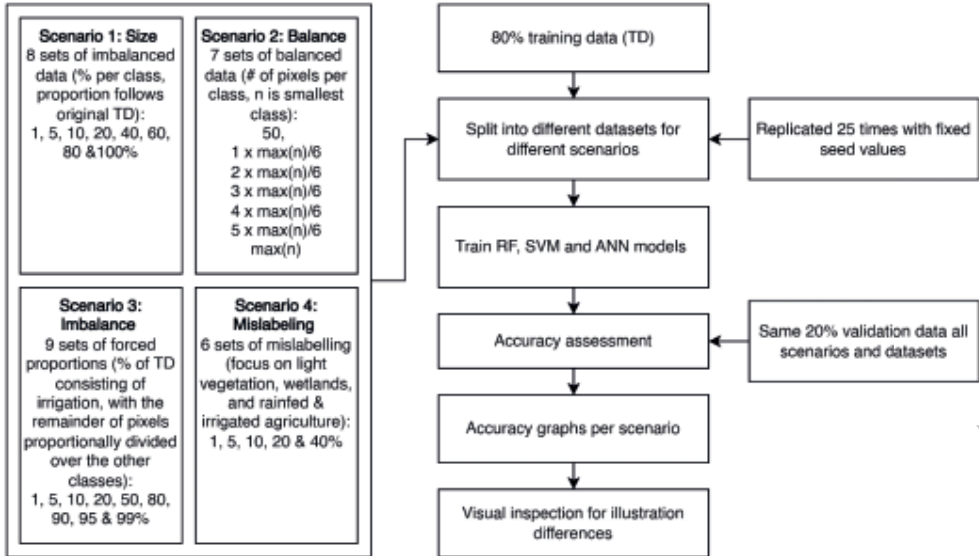 Scenario 1: Size
8 sets of imbalanced
data (% per class,
proportion follows
original TD):
1, 5, 10, 20, 40, 60,
80 &100%
Scenario 2: Balance
7 sets of balanced
data (# of pixels per
class, n is smallest
class):
50,
1 x max(n)/6
2 x max(n)/6
3 x max(n)/6
4 x max(n)/6
5 x max(n)/6
max(n)
Scenario 3:
Imbalance
9 sets of forced
proportions (% of TD
consisting of
irrigation, with the
remainder of pixels
proportionally divided
over the other
classes):
1, 5, 10, 20, 50, 80,
90, 95 & 99%
Scenario 4:
Mislabeling
6 sets of mislabelling
(focus on light
vegetation, wetlands,
and rainfed &
irrigated agriculture):
1, 5, 10, 20 & 40%
80% training data (TD)
Split into different datasets for
different scenarios
Replicated 25 times with fixed
seed values
Train RF, SVM and ANN models
Accuracy assessment
Same 20% validation data all
scenarios and datasets
Accuracy graphs per scenario
Visual inspection for illustration
differences